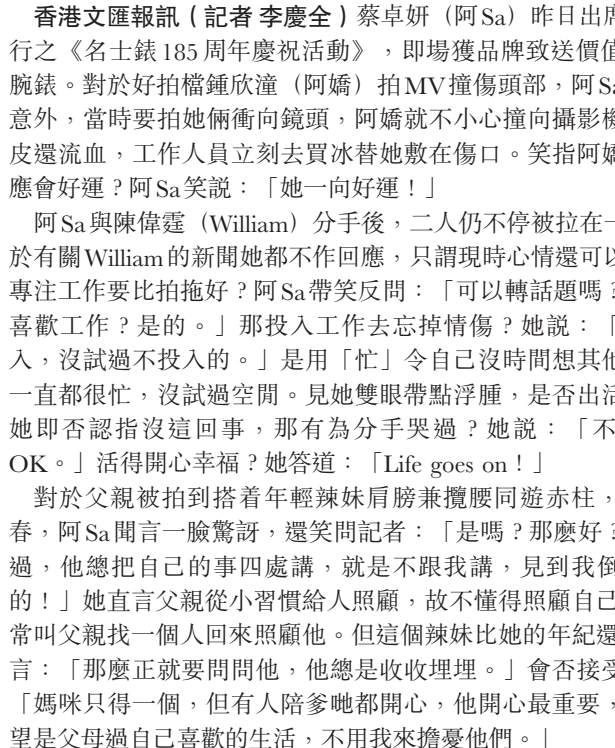 香港文匯報訊（記者 李慶全）蔡卓妍（阿Sa）昨日出席
行之《名士錶185周年慶祝活動》，即場獲品牌致送價值
腕錶。對於好拍檔鍾欣潼（阿嬌）拍MV撞傷頭部，阿Sa
意外，當時要拍她倆衝向鏡頭，阿嬌就不小心撞向攝影機
皮還流血，工作人員立刻去買冰替她敷在傷口。笑指阿嬌
應會好運？阿Sa笑説：「她一向好運！」
阿Sa與陳偉霆（William）分手後，二人仍不停被拉在一
於有關William的新聞她都不作回應，只謂現時心情還可以
專注工作要比拍拖好？阿Sa帶笑反問：「可以轉話題嗎？
喜歡工作？是的。」那投入工作去忘掉情傷？她説：「
入，沒試過不投入的。」是用「忙」令自己沒時間想其他
一直都很忙，沒試過空閒。見她雙眼帶點浮腫，是否出活
她即否認指沒這回事，那有為分手哭過？她説：「不
OK。」活得開心幸福？她答道：「Life goes on！」
對於父親被拍到搭着年輕辣妹肩膀兼攬腰同遊赤柱，
春，阿Sa聞言一臉驚訝，還笑問記者：「是嗎？那麽好？
過，他總把自己的事四處講，就是不跟我講，見到我倒
的！」她直言父親從小習慣給人照顧，故不懂得照顧自己
常叫父親找一個人回來照顧他。但這個辣妹比她的年紀還
言：「那麼正就要問問他，他總是收收埋埋。」會否接受
「媽咪只得一個，但有人陪爹哋都開心，他開心最重要，
望是父母過自己喜歡的生活，不用我來擔憂他們。」